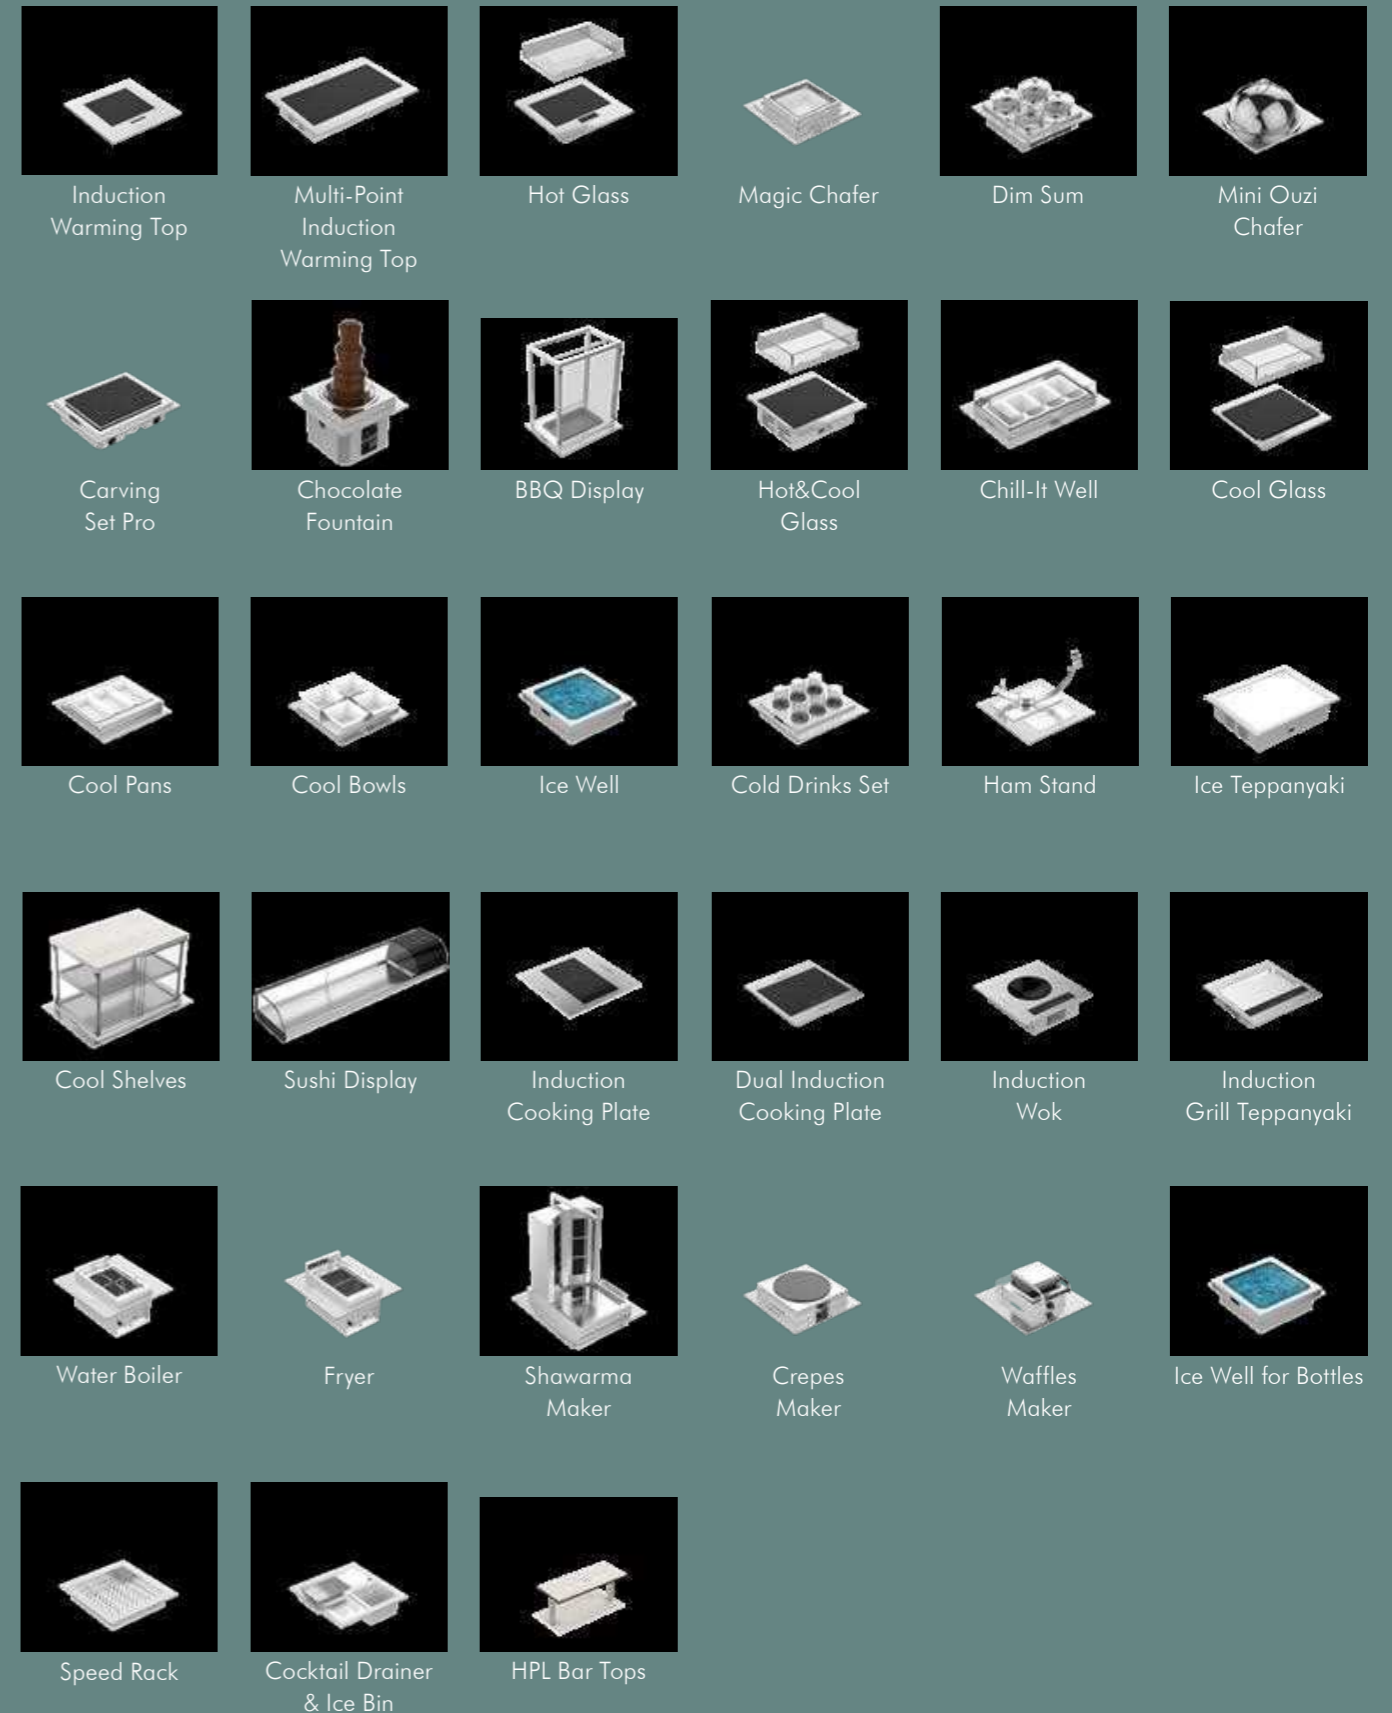 Induction
Warming Top
Multi-Point
Induction
Warming Top
Hot Glass
Magic Chafer
Dim Sum
Mini Ouzi
Chafer
Carving
Set Pro
Chocolate
Fountain
BBQ Display
Hot&Cool
Glass
Chill-It Well
Cool Glass
Cool Pans
Cool Bowls
Ice Well
Cold Drinks Set
Ham Stand
Ice Teppanyaki
Cool Shelves
Sushi Display
Induction
Cooking Plate
Dual Induction
Cooking Plate
Induction
Wok
Induction
Grill Teppanyaki
Water Boiler
Fryer
Shawarma
Maker
Crepes
Maker
Waffles
Maker
Ice Well for Bottles
Speed Rack
Cocktail Drainer
& Ice Bin
HPL Bar Tops